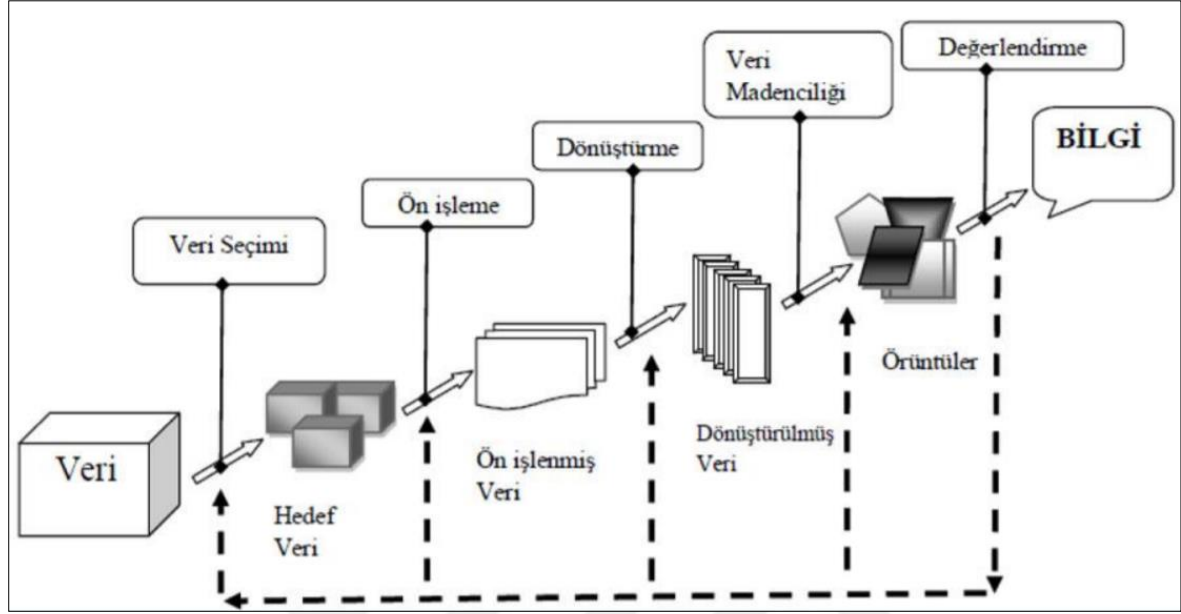 Değerlendirme
Veri
Madenciliği
BİLGİ
Dönüştürme
Ön işleme
Veri Seçimi
Örüntüler
Dönüştürülmüş
Veri
Ön işlenmiş
Veri
Veri
Hedef
Veri